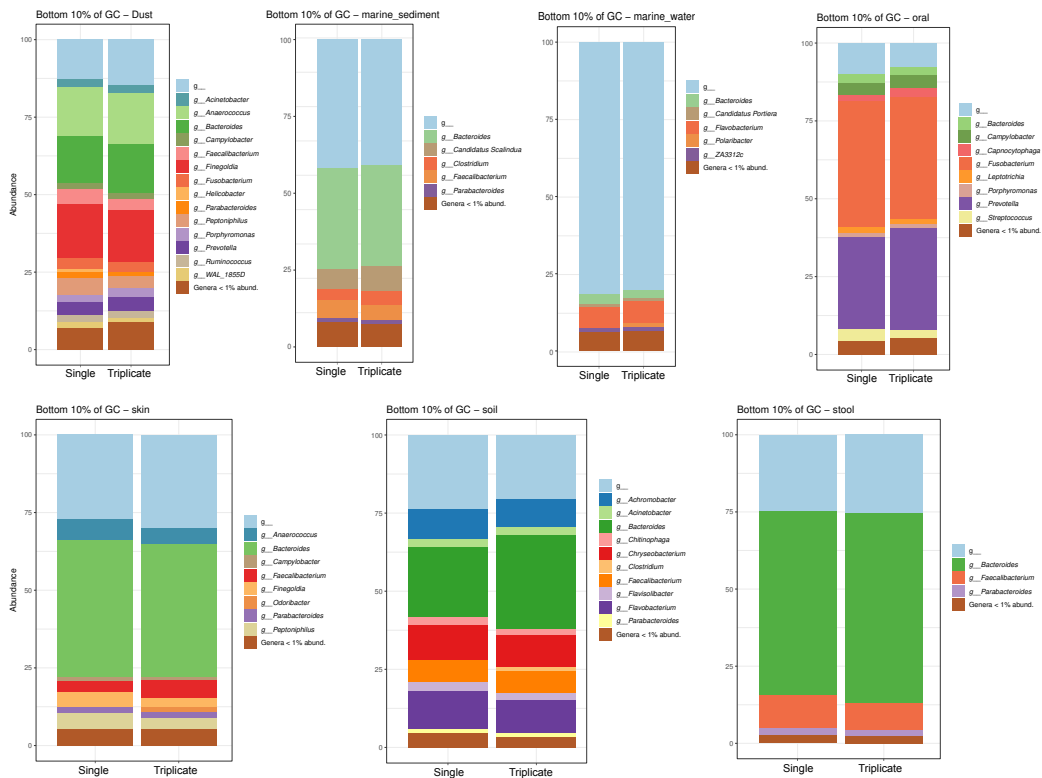 Bottom 10% of GC − Dust
Abundance
100
75
50
25
0
Single Triplicate
g__
g__Acinetobacter
g__Anaerococcus
g__Bacteroides
g__Campylobacter
g__Faecalibacterium
g__Finegoldia
g__Fusobacterium
g__Helicobacter
g__Parabacteroides
g__Peptoniphilus
g__Porphyromonas
g__Prevotella
g__Ruminococcus
g__WAL_1855D
Genera < 1% abund.
Bottom 10% of GC − marine_sediment
100
75
50
25
0
Single Triplicate
g__
g__Bacteroides
g__Candidatus Scalindua
g__Clostridium
g__Faecalibacterium
g__Parabacteroides
Genera < 1% abund.
Bottom 10% of GC − marine_water
100
75
50
25
0
Single Triplicate
g__
g__Bacteroides
g__Candidatus Portiera
g__Flavobacterium
g__Polaribacter
g__ZA3312c
Genera < 1% abund.
Bottom 10% of GC − oral
100
75
50
25
0
Single Triplicate
g__
g__Bacteroides
g__Campylobacter
g__Capnocytophaga
g__Fusobacterium
g__Leptotrichia
g__Porphyromonas
g__Prevotella
g__Streptococcus
Genera < 1% abund.
Bottom 10% of GC − skin
Abundance
100
75
50
25
0
Single Triplicate
g__
g__Anaerococcus
g__Bacteroides
g__Campylobacter
g__Faecalibacterium
g__Finegoldia
g__Odoribacter
g__Parabacteroides
g__Peptoniphilus
Genera < 1% abund.
Bottom 10% of GC − soil
100
75
50
25
0
Single Triplicate
g__
g__Achromobacter
g__Acinetobacter
g__Bacteroides
g__Chitinophaga
g__Chryseobacterium
g__Clostridium
g__Faecalibacterium
g__Flavisolibacter
g__Flavobacterium
g__Parabacteroides
Genera < 1% abund.
Bottom 10% of GC − stool
100
75
50
25
0
Single Triplicate
g__
g__Bacteroides
g__Faecalibacterium
g__Parabacteroides
Genera < 1% abund.